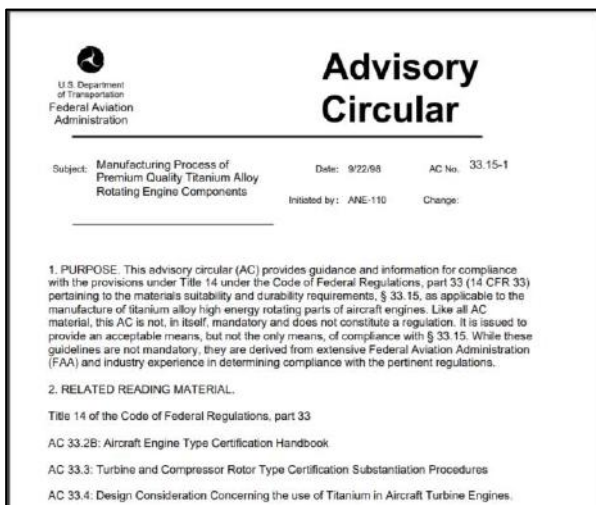 U.S. Department
of Transportation
Federal Aviation
Administration
Advisory
Circular
Subject: Manufacturing Process of
Premium Quality Titanium Alloy
Rotating Engine Components
Date: 9/22/98
AC No. 33.15-1
Initiated by: ANE-110
Change:
1. PURPOSE. This advisory circular (AC) provides guidance and information for compliance
with the provisions under Title 14 under the Code of Federal Regulations, part 33 (14 CFR 33)
pertaining to the materials suitability and durability requirements, § 33.15, as applicable to the
manufacture of titanium alloy high energy rotating parts of aircraft engines. Like all AC
material, this AC is not, in itself, mandatory and does not constitute a regulation. It is issued to
provide an acceptable means, but not the only means, of compliance with § 33.15. While these
guidelines are not mandatory, they are derived from extensive Federal Aviation Administration
(FAA) and industry experience in determining compliance with the pertinent regulations.
2. RELATED READING MATERIAL.
Title 14 of the Code of Federal Regulations, part 33
AC 33.2B: Aircraft Engine Type Certification Handbook
AC 33.3: Turbine and Compressor Rotor Type Certification Substantiation Procedures
AC 33.4: Design Consideration Concerning the use of Titanium in Aircraft Turbine Engines.